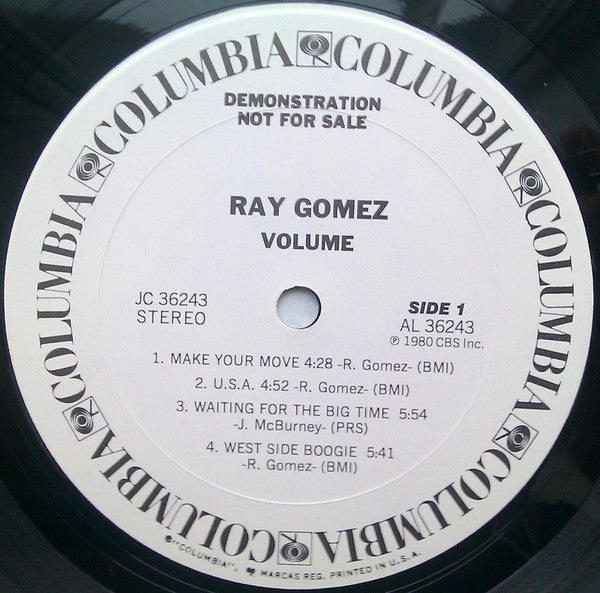 COLUMBIA COLUMBIA COLUMBIA COLUMBIA COLUMBIA COLUMBIA COLUMBIA COLUMBIA
DEMONSTRATION
NOT FOR SALE
RAY GOMEZ
VOLUME
JC 36243
STEREO
SIDE 1
AL 36243
℗ 1980 CBS Inc.
1. MAKE YOUR MOVE 4:28 -R. Gomez- (BMI)
2. U.S.A. 4:52 -R. Gomez- (BMI)
3. WAITING FOR THE BIG TIME 5:54
-J. McBurney- (PRS)
4. WEST SIDE BOOGIE 5:41
-R. Gomez- (BMI)
"COLUMBIA", MARCAS REG. PRINTED IN U.S.A.